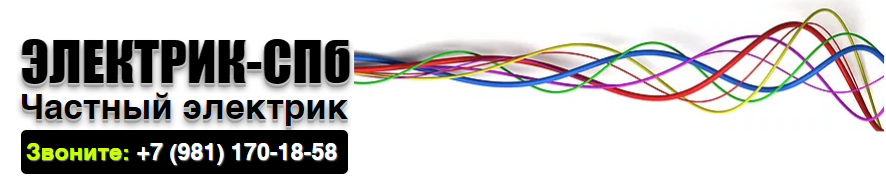 ЭЛЕКТРИК-СПб
Частный электрик
Звоните: +7 (981) 170-18-58